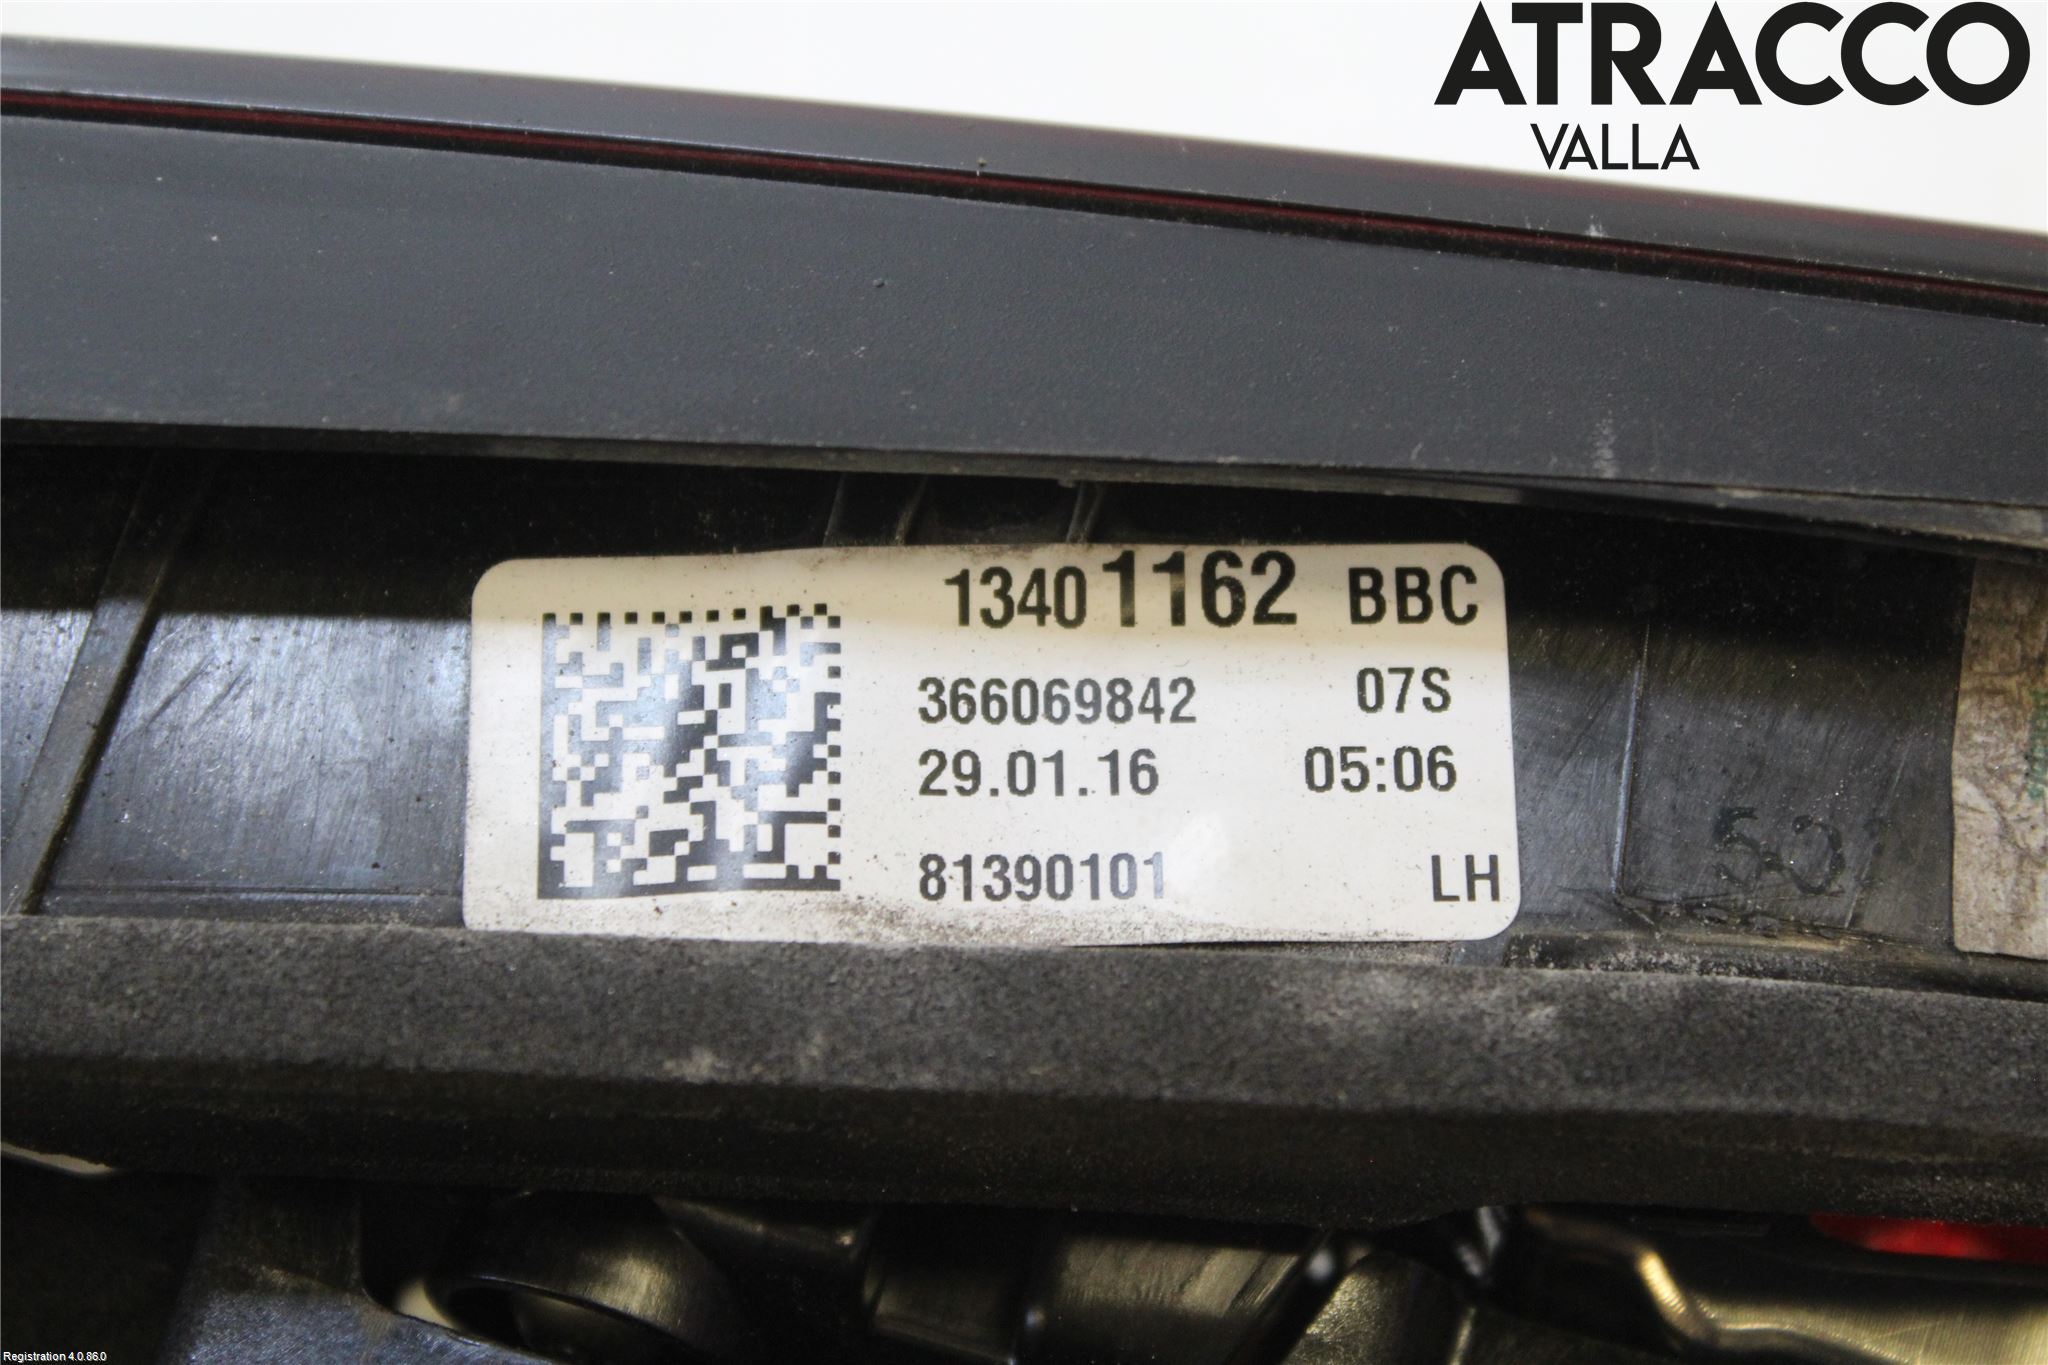 ATRACCO
VALLA
13401162 BBC
366069842 07S
29.01.16 05:06
81390101 LH
Registration 4.0.86.0